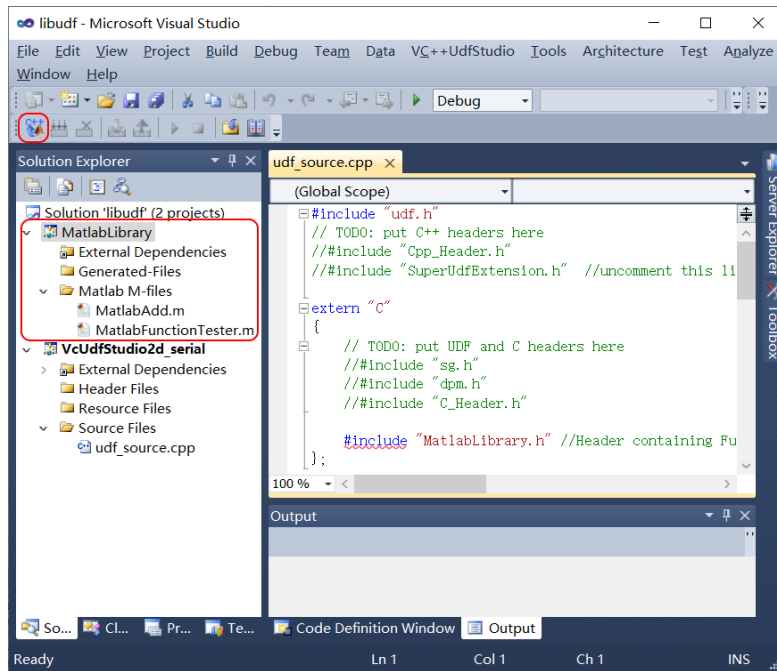 libudf - Microsoft Visual Studio
File Edit View Project Build Debug Team Data VC++UdfStudio Tools Architecture Test Analyze
Window Help
Debug
Solution Explorer
udf_source.cpp
(Global Scope)
Solution 'libudf' (2 projects)
MatlabLibrary
External Dependencies
Generated-Files
Matlab M-files
MatlabAdd.m
MatlabFunctionTester.m
VcUdfStudio2d_serial
External Dependencies
Header Files
Resource Files
Source Files
udf_source.cpp
#include "udf.h"
// TODO: put C++ headers here
//#include "Cpp_Header.h"
//#include "SuperUdfExtension.h" //uncomment this li
extern "C"
{
// TODO: put UDF and C headers here
//#include "sg.h"
//#include "dpm.h"
//#include "C_Header.h"
#include "MatlabLibrary.h" //Header containing Fu
};
100 %
Output
Server Explorer
Toolbox
So... Cl... Pr... Te...
Code Definition Window Output
Ready Ln 1 Col 1 Ch 1 INS